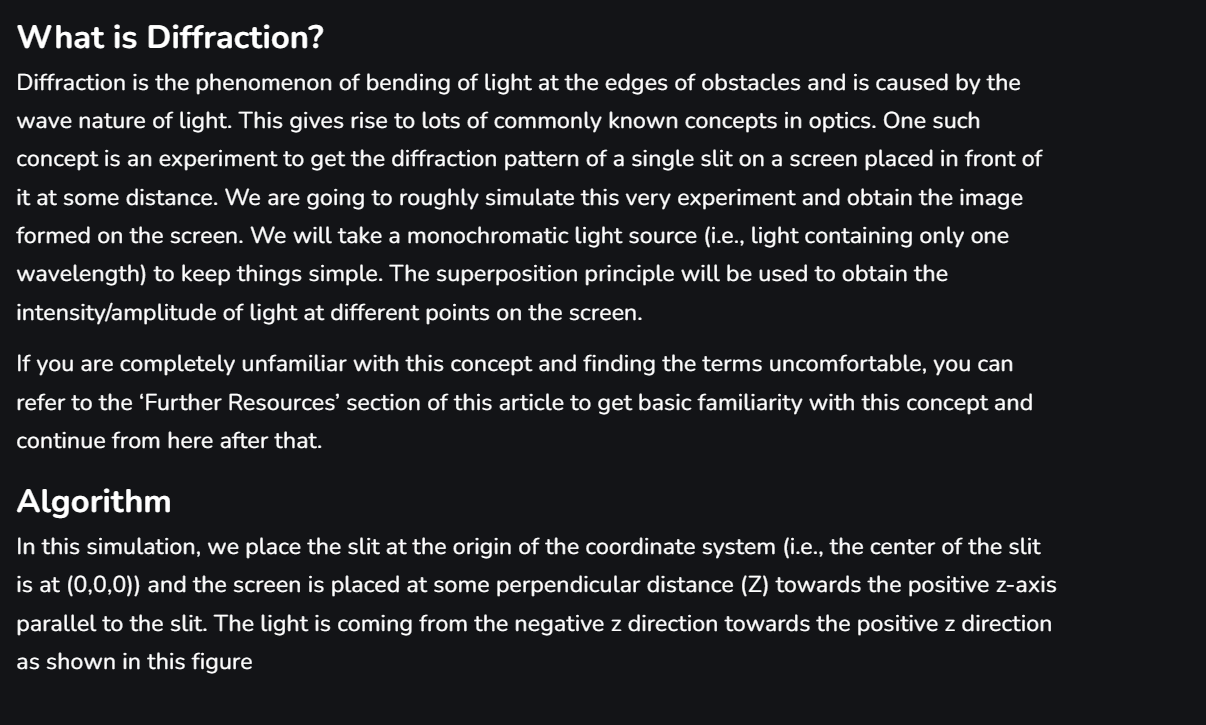 What is Diffraction?
Diffraction is the phenomenon of bending of light at the edges of obstacles and is caused by the
wave nature of light. This gives rise to lots of commonly known concepts in optics. One such
concept is an experiment to get the diffraction pattern of a single slit on a screen placed in front of
it at some distance. We are going to roughly simulate this very experiment and obtain the image
formed on the screen. We will take a monochromatic light source (i.e., light containing only one
wavelength) to keep things simple. The superposition principle will be used to obtain the
intensity/amplitude of light at different points on the screen.
If you are completely unfamiliar with this concept and finding the terms uncomfortable, you can
refer to the ‘Further Resources’ section of this article to get basic familiarity with this concept and
continue from here after that.
Algorithm
In this simulation, we place the slit at the origin of the coordinate system (i.e., the center of the slit
is at (0,0,0)) and the screen is placed at some perpendicular distance (Z) towards the positive z-axis
parallel to the slit. The light is coming from the negative z direction towards the positive z direction
as shown in this figure